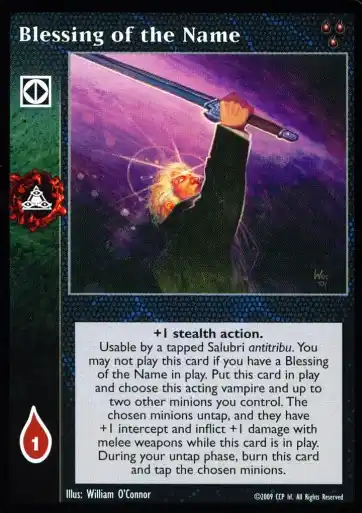 Blessing of the Name
+1 stealth action.
Usable by a tapped Salubri antitribu. You
may not play this card if you have a Blessing
of the Name in play. Put this card in play
and choose this acting vampire and up to
two other minions you control. The
chosen minions untap, and they have
+1 intercept and inflict +1 damage with
melee weapons while this card is in play.
During your untap phase, burn this card
and tap the chosen minions.
1
Illus: William O'Connor
©2009 CCP hf. All Rights Reserved